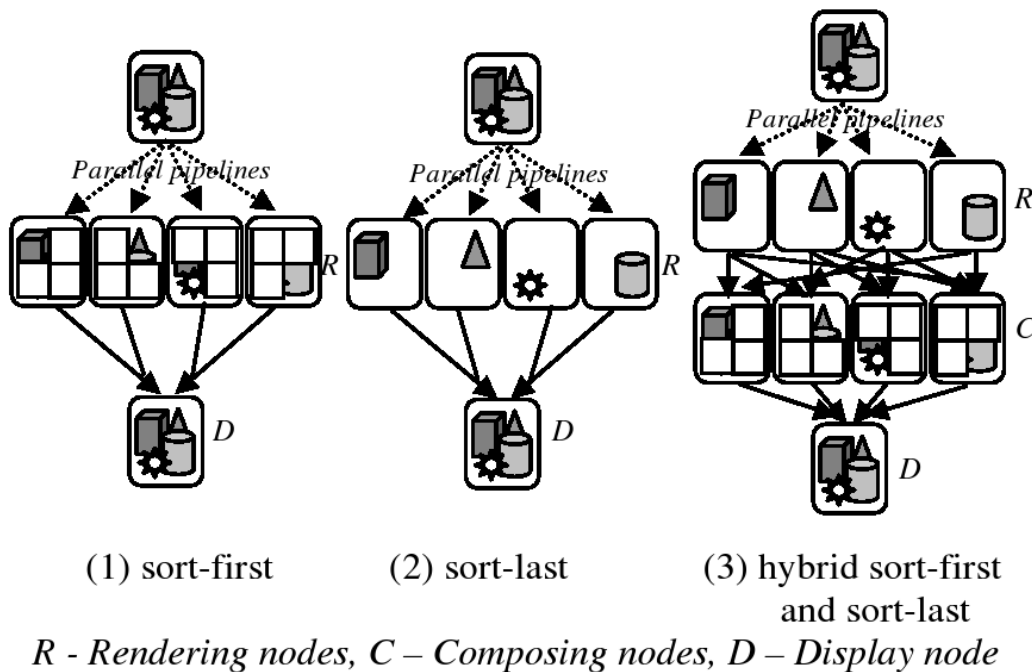 Parallel pipelines
Parallel pipelines
Parallel pipelines
R
R
R
C
D
D
D
(1) sort-first
(2) sort-last
(3) hybrid sort-first
and sort-last
R - Rendering nodes, C – Composing nodes, D – Display node